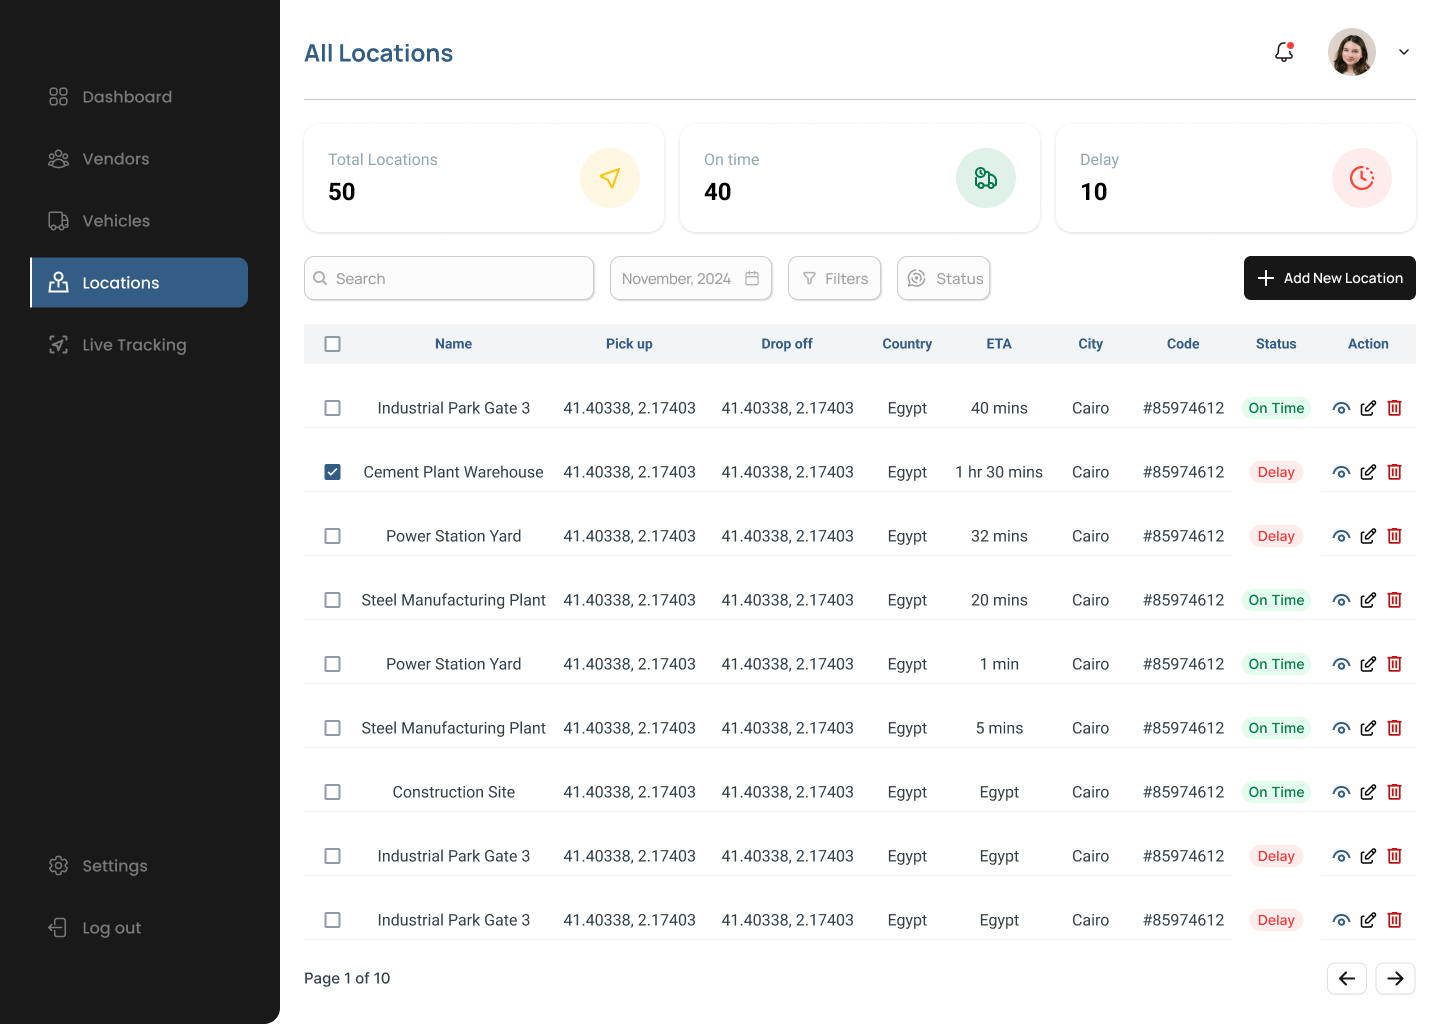 Dashboard
Vendors
Vehicles
Locations
Live Tracking
Settings
Log out
All Locations
Total Locations
50
On time
40
Delay
10
Search
November, 2024
Filters
Status
Add New Location
Name Pick up Drop off Country ETA City Code Status Action
Industrial Park Gate 3 41.40338, 2.17403 41.40338, 2.17403 Egypt 40 mins Cairo #85974612 On Time
Cement Plant Warehouse 41.40338, 2.17403 41.40338, 2.17403 Egypt 1 hr 30 mins Cairo #85974612 Delay
Power Station Yard 41.40338, 2.17403 41.40338, 2.17403 Egypt 32 mins Cairo #85974612 Delay
Steel Manufacturing Plant 41.40338, 2.17403 41.40338, 2.17403 Egypt 20 mins Cairo #85974612 On Time
Power Station Yard 41.40338, 2.17403 41.40338, 2.17403 Egypt 1 min Cairo #85974612 On Time
Steel Manufacturing Plant 41.40338, 2.17403 41.40338, 2.17403 Egypt 5 mins Cairo #85974612 On Time
Construction Site 41.40338, 2.17403 41.40338, 2.17403 Egypt Egypt Cairo #85974612 On Time
Industrial Park Gate 3 41.40338, 2.17403 41.40338, 2.17403 Egypt Egypt Cairo #85974612 Delay
Industrial Park Gate 3 41.40338, 2.17403 41.40338, 2.17403 Egypt Egypt Cairo #85974612 Delay
Page 1 of 10